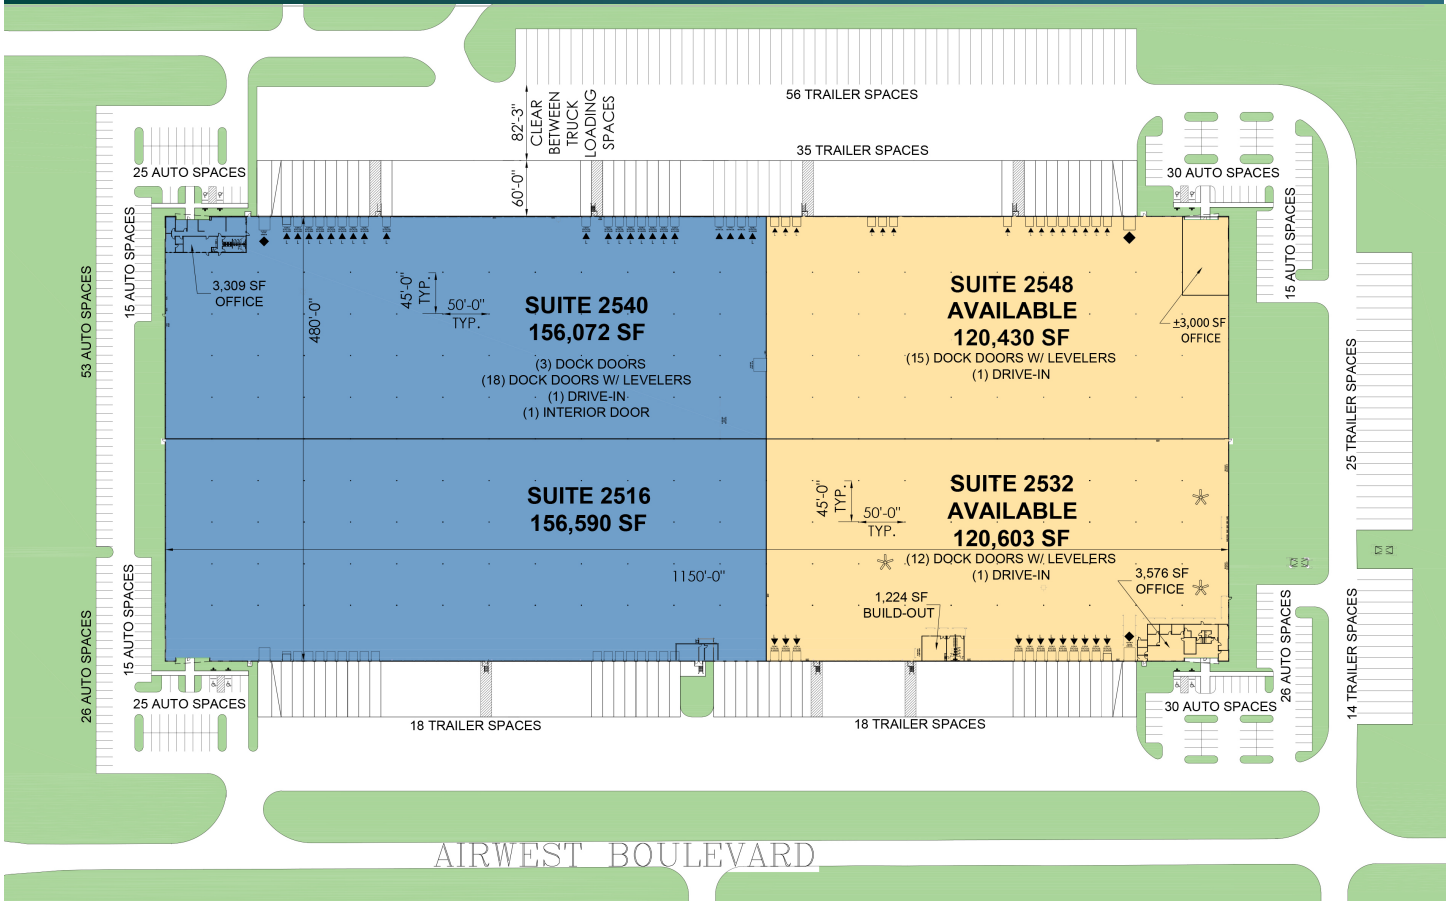 56 TRAILER SPACES
82'-3"
CLEAR
BETWEEN
TRUCK
LOADING
SPACES
35 TRAILER SPACES
60'-0"
25 AUTO SPACES
30 AUTO SPACES
15 AUTO SPACES
15 AUTO SPACES
53 AUTO SPACES
3,309 SF
OFFICE
480'-0"
45'-0"
TYP.
50'-0"
TYP.
SUITE 2540
156,072 SF
(3) DOCK DOORS
(18) DOCK DOORS W/ LEVELERS
(1) DRIVE-IN
(1) INTERIOR DOOR
SUITE 2548
AVAILABLE
120,430 SF
(15) DOCK DOORS W/ LEVELERS
(1) DRIVE-IN
±3,000 SF
OFFICE
25 TRAILER SPACES
SUITE 2516
156,590 SF
1150'-0"
45'-0"
TYP.
50'-0"
TYP.
SUITE 2532
AVAILABLE
120,603 SF
(12) DOCK DOORS W/ LEVELERS
(1) DRIVE-IN
1,224 SF
BUILD-OUT
3,576 SF
OFFICE
15 AUTO SPACES
26 AUTO SPACES
26 AUTO SPACES
14 TRAILER SPACES
25 AUTO SPACES
18 TRAILER SPACES
18 TRAILER SPACES
30 AUTO SPACES
AIRWEST BOULEVARD